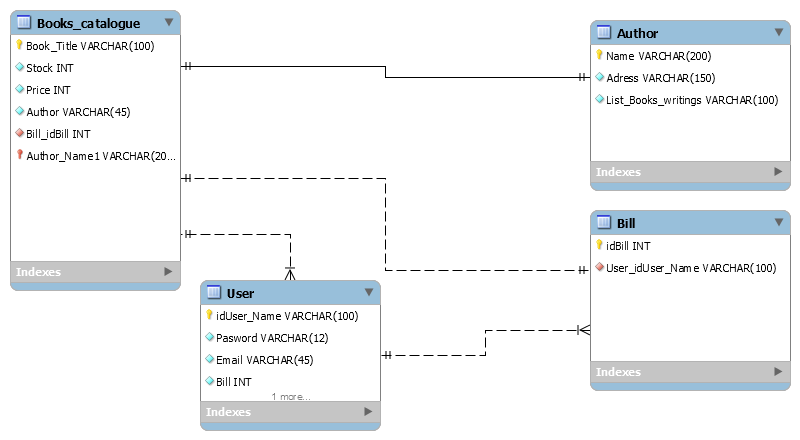 Books_catalogue
Book_Title VARCHAR(100)
Stock INT
Price INT
Author VARCHAR(45)
Bill_idBill INT
Author_Name1 VARCHAR(20...
Indexes
Author
Name VARCHAR(200)
Adress VARCHAR(150)
List_Books_writings VARCHAR(100)
Indexes
Bill
idBill INT
User_idUser_Name VARCHAR(100)
Indexes
User
idUser_Name VARCHAR(100)
Pasword VARCHAR(12)
Email VARCHAR(45)
Bill INT
1 more...
Indexes